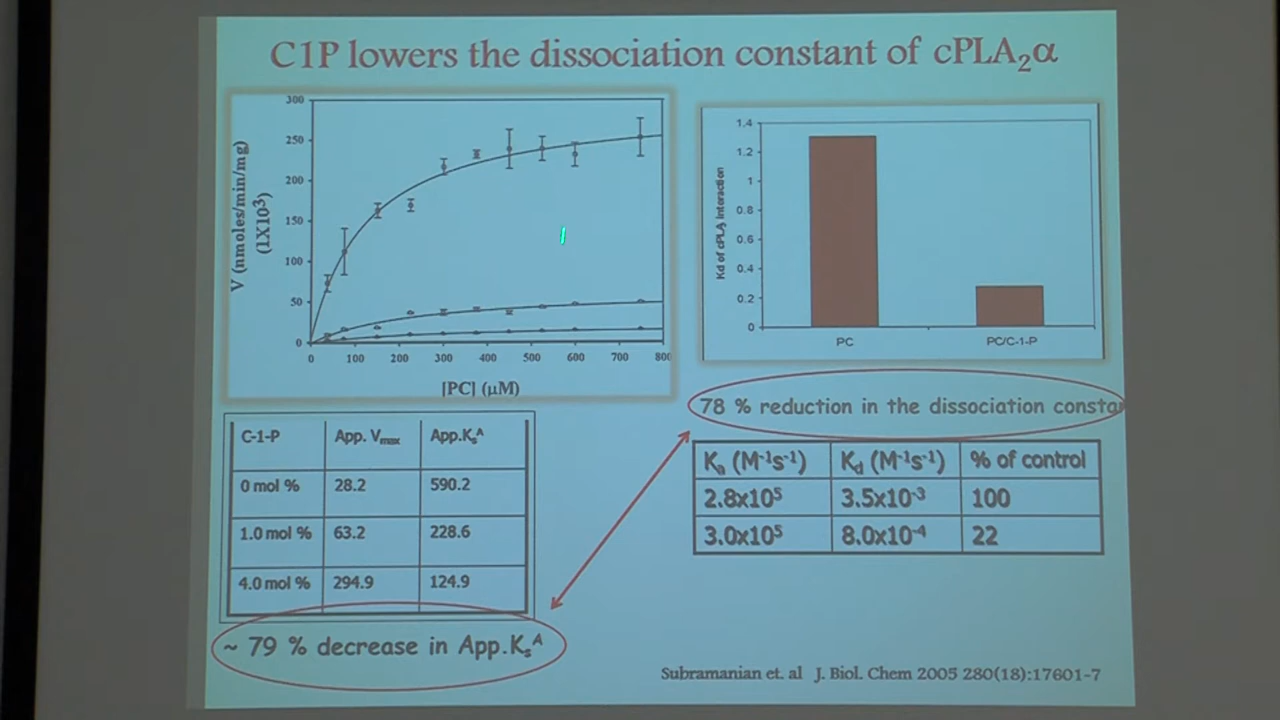 C1P lowers the dissociation constant of cPLA₂α
V (nmoles/min/mg)
(1X10³)
300
250
200
150
100
50
0
0 100 200 300 400 500 600 700 800
[PC] (μM)
Kd of cPLA₂ Interaction
1.4
1.2
1
0.8
0.6
0.4
0.2
0
PC PC/C-1-P
78 % reduction in the dissociation consta
C-1-P App. Vmax App.KsᴬA
0 mol % 28.2 590.2
1.0 mol % 63.2 228.6
4.0 mol % 294.9 124.9
~ 79 % decrease in App.Ksᴬ
Ka (M⁻¹s⁻¹) Kd (M⁻¹s⁻¹) % of control
2.8x10⁵ 3.5x10⁻³ 100
3.0x10⁵ 8.0x10⁻⁴ 22
Subramanian et. al J. Biol. Chem 2005 280(18):17601-7